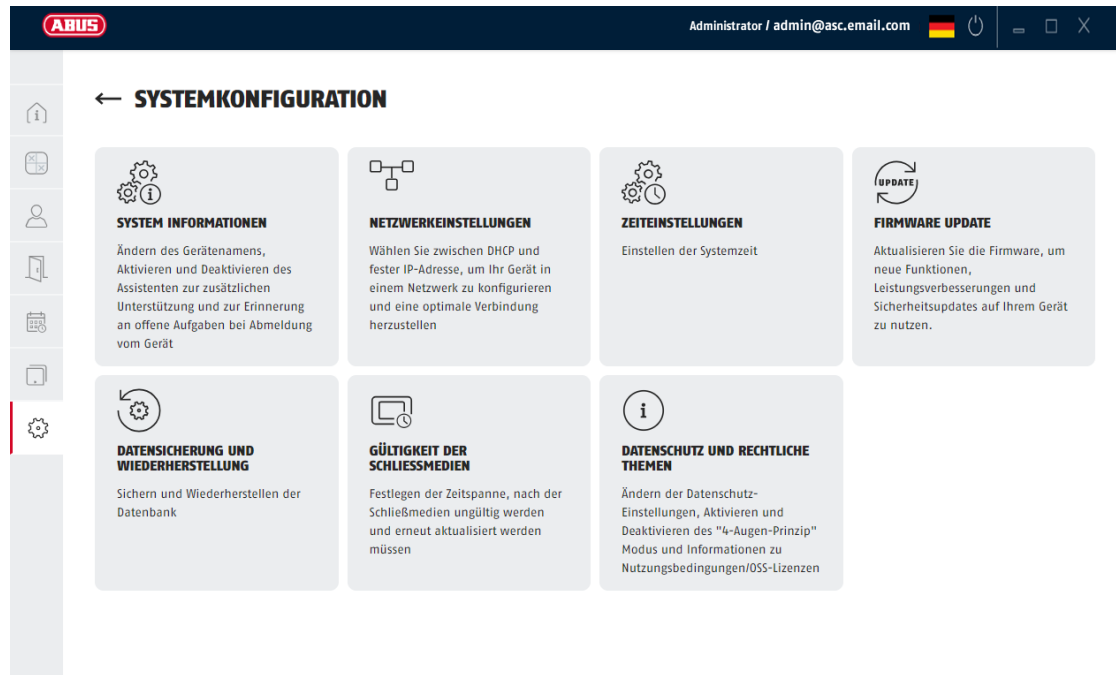 ABUS
Administrator / admin@asc.email.com
← SYSTEMKONFIGURATION
SYSTEM INFORMATIONEN
Ändern des Gerätenamens,
Aktivieren und Deaktivieren des
Assistenten zur zusätzlichen
Unterstützung und zur Erinnerung
an offene Aufgaben bei Abmeldung
vom Gerät
NETZWERKEINSTELLUNGEN
Wählen Sie zwischen DHCP und
fester IP-Adresse, um Ihr Gerät in
einem Netzwerk zu konfigurieren
und eine optimale Verbindung
herzustellen
ZEITEINSTELLUNGEN
Einstellen der Systemzeit
UPDATE
FIRMWARE UPDATE
Aktualisieren Sie die Firmware, um
neue Funktionen,
Leistungsverbesserungen und
Sicherheitsupdates auf Ihrem Gerät
zu nutzen.
DATENSICHERUNG UND
WIEDERHERSTELLUNG
Sichern und Wiederherstellen der
Datenbank
GÜLTIGKEIT DER
SCHLIESSMEDIEN
Festlegen der Zeitspanne, nach der
Schließmedien ungültig werden
und erneut aktualisiert werden
müssen
DATENSCHUTZ UND RECHTLICHE
THEMEN
Ändern der Datenschutz-
Einstellungen, Aktivieren und
Deaktivieren des "4-Augen-Prinzip"
Modus und Informationen zu
Nutzungsbedingungen/OSS-Lizenzen